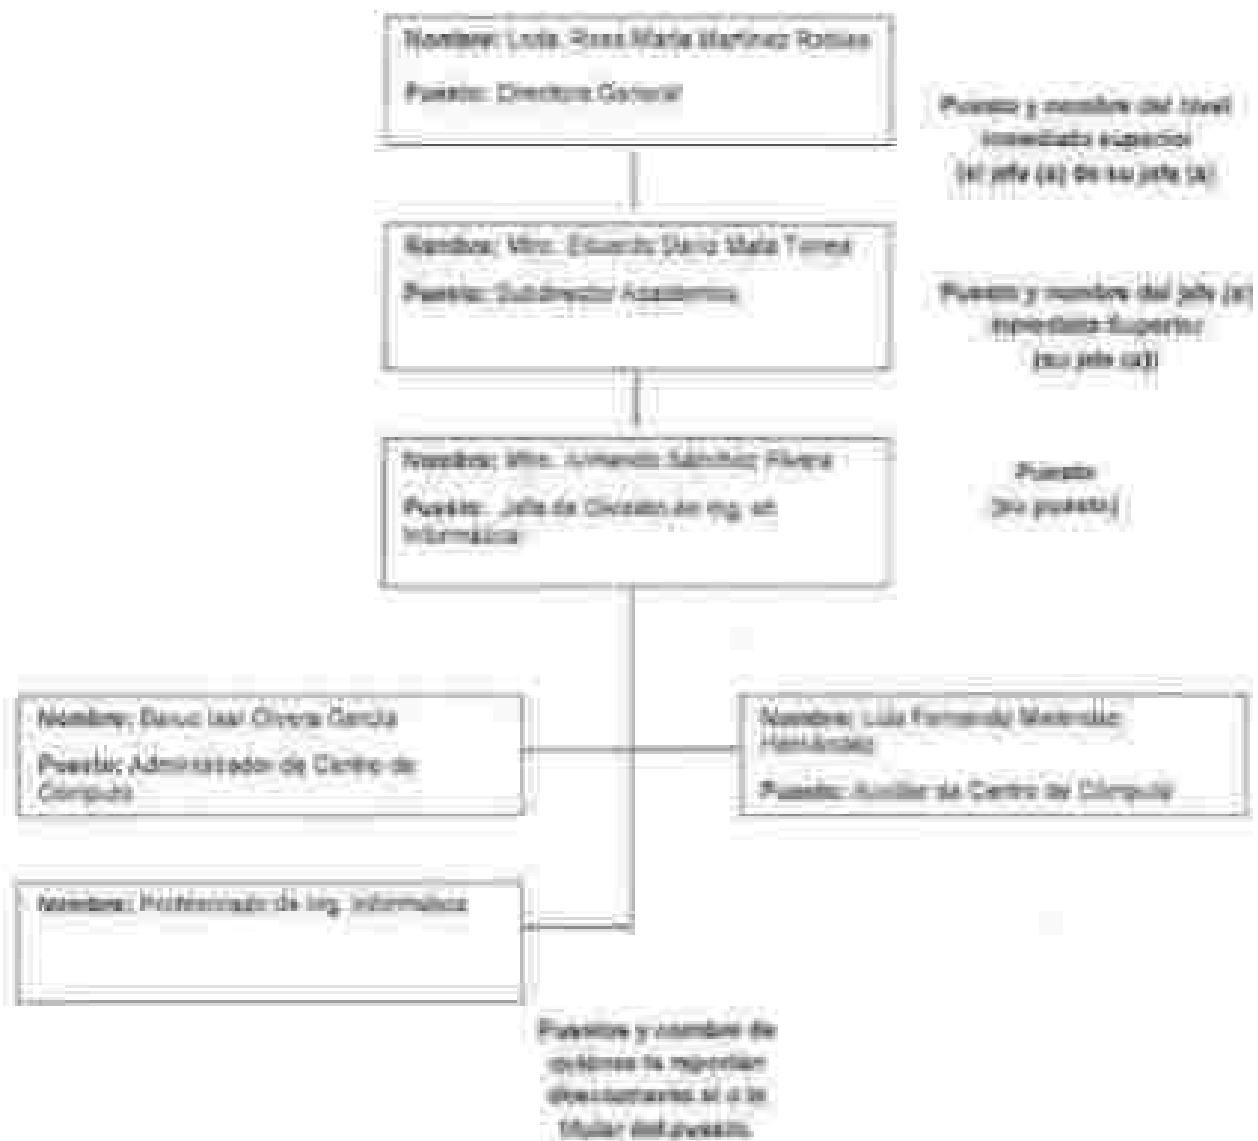 Nombre: Lcda. Rosa María Martínez Robles
Puesto: Directora General
Puesto y nombre del nivel
inmediato superior
(el jefe (a) de su jefe (a)
Nombre: Mtro. Eduardo Mata Torres
Puesto: Subdirector Académico
Puesto y nombre del jefe (a)
Inmediato Superior
(su jefe (a))
Nombre: Mtro. Armando Sánchez Rivera
Puesto: Jefe de División de Ing. en
Informática
Puesto
(su puesto)
Nombre: Olvera García
Puesto: Administrador de Centro de
Cómputo
Nombre: Luis Fernando Meléndez
Hernández
Puesto: Auxiliar de Centro de Cómputo
Nombre: Profesorado de Ing. Informática
Puestos y nombre de
quiénes le reportan
directamente al o la
titular del puesto.